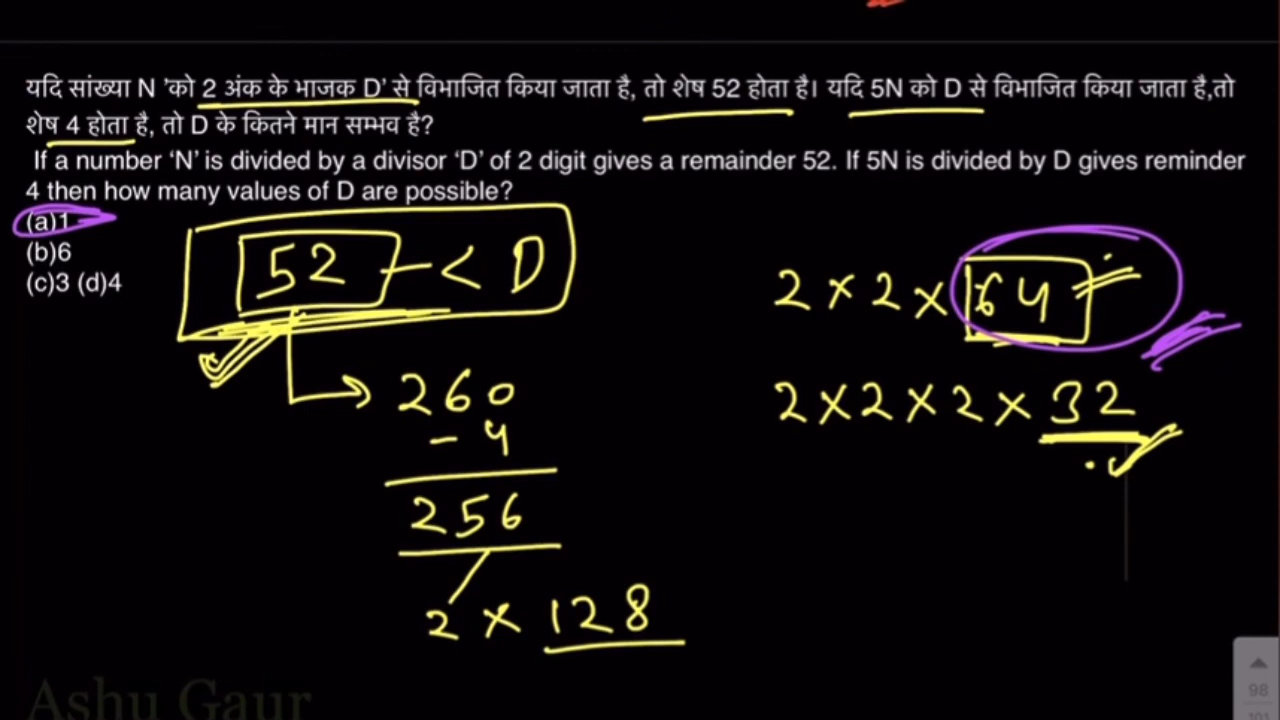 यदि सांख्या N 'को 2 अंक के भाजक D' से विभाजित किया जाता है, तो शेष 52 होता है। यदि 5N को D से विभाजित किया जाता है,तो
शेष 4 होता है, तो D के कितने मान सम्भव है?
If a number ‘N’ is divided by a divisor ‘D’ of 2 digit gives a remainder 52. If 5N is divided by D gives reminder
4 then how many values of D are possible?
(a)1
(b)6
(c)3 (d)4
52 < D
2 × 2 × 64
260
2 × 2 × 2 × 32
- 4
256
2 × 128
Ashu Gaur
98
101